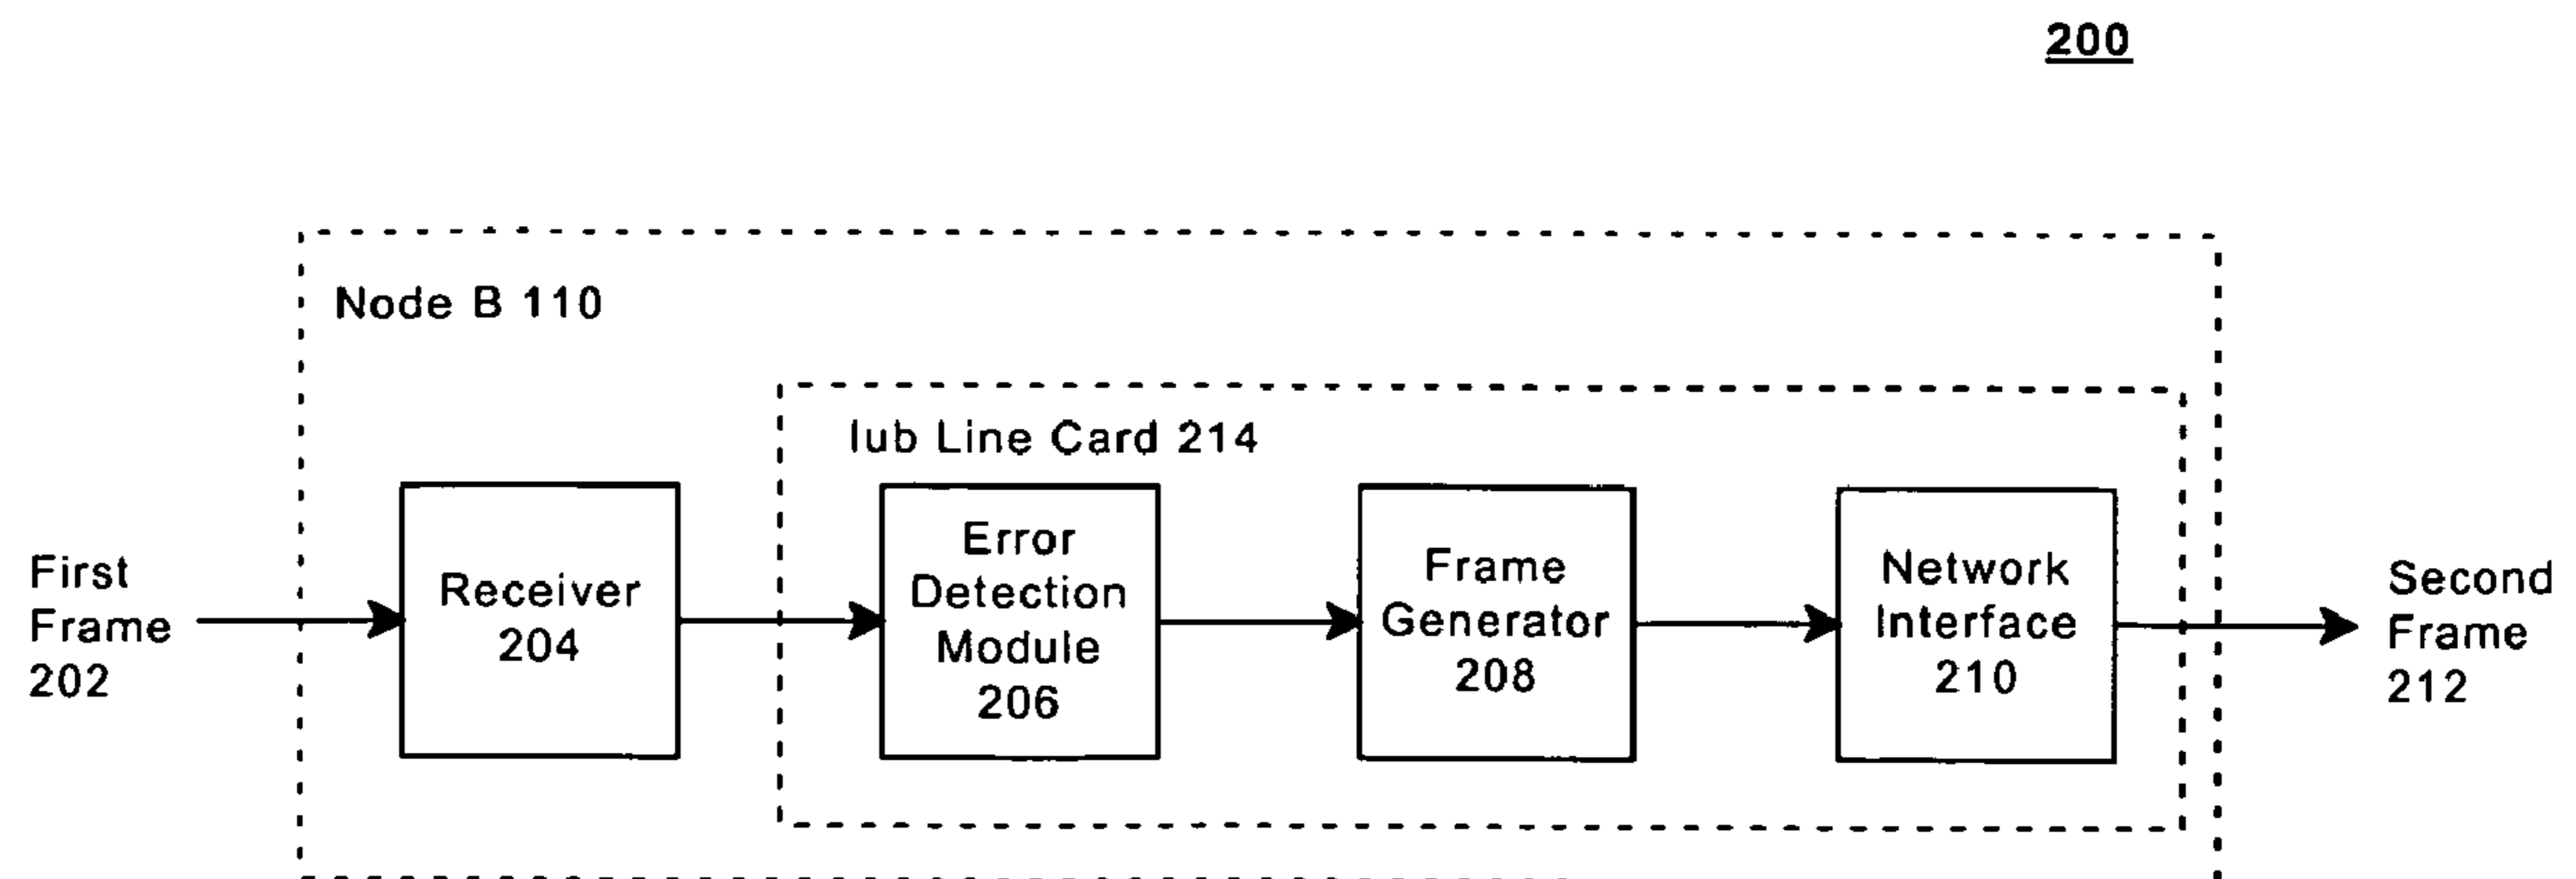 200
Node B 110
Iub Line Card 214
First
Frame
202
Receiver
204
Error
Detection
Module
206
Frame
Generator
208
Network
Interface
210
Second
Frame
212